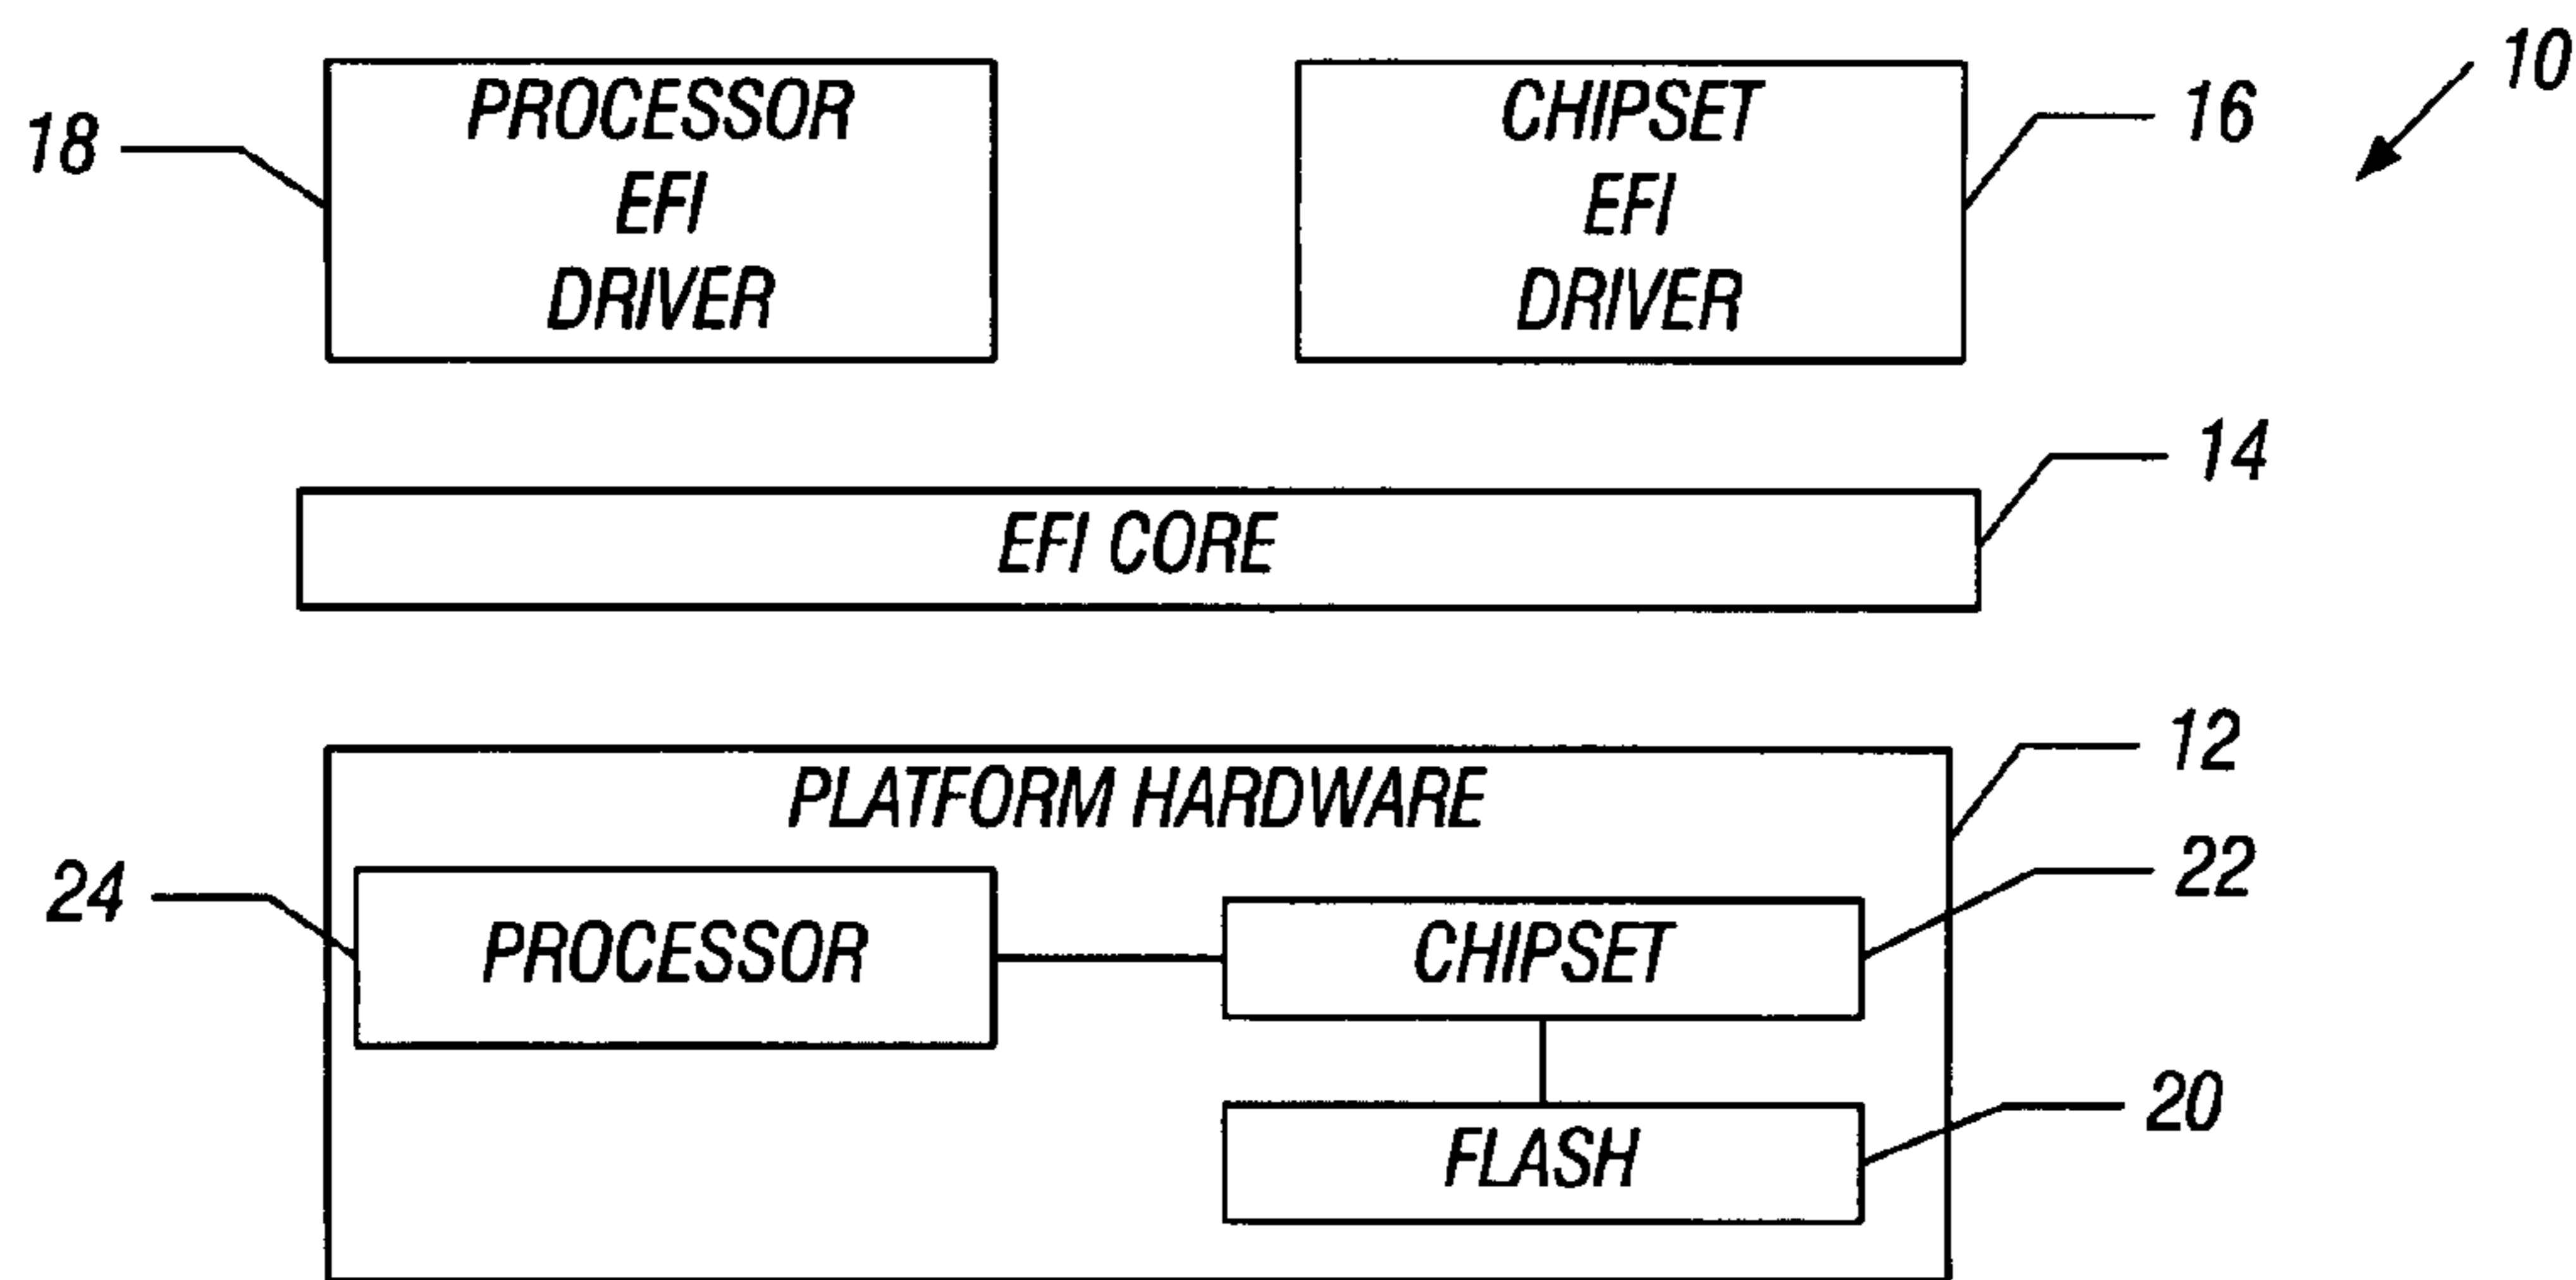 10
18
PROCESSOR
EFI
DRIVER
CHIPSET
EFI
DRIVER
16
14
EFI CORE
12
PLATFORM HARDWARE
24
PROCESSOR
CHIPSET
22
FLASH
20